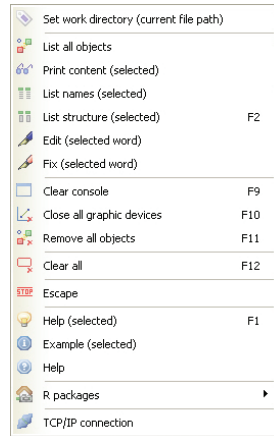 Set work directory (current file path)
List all objects
Print content (selected)
List names (selected)
List structure (selected) F2
Edit (selected word)
Fix (selected word)
Clear console F9
Close all graphic devices F10
Remove all objects F11
Clear all F12
STOP Escape
Help (selected) F1
Example (selected)
Help
R packages
TCP/IP connection